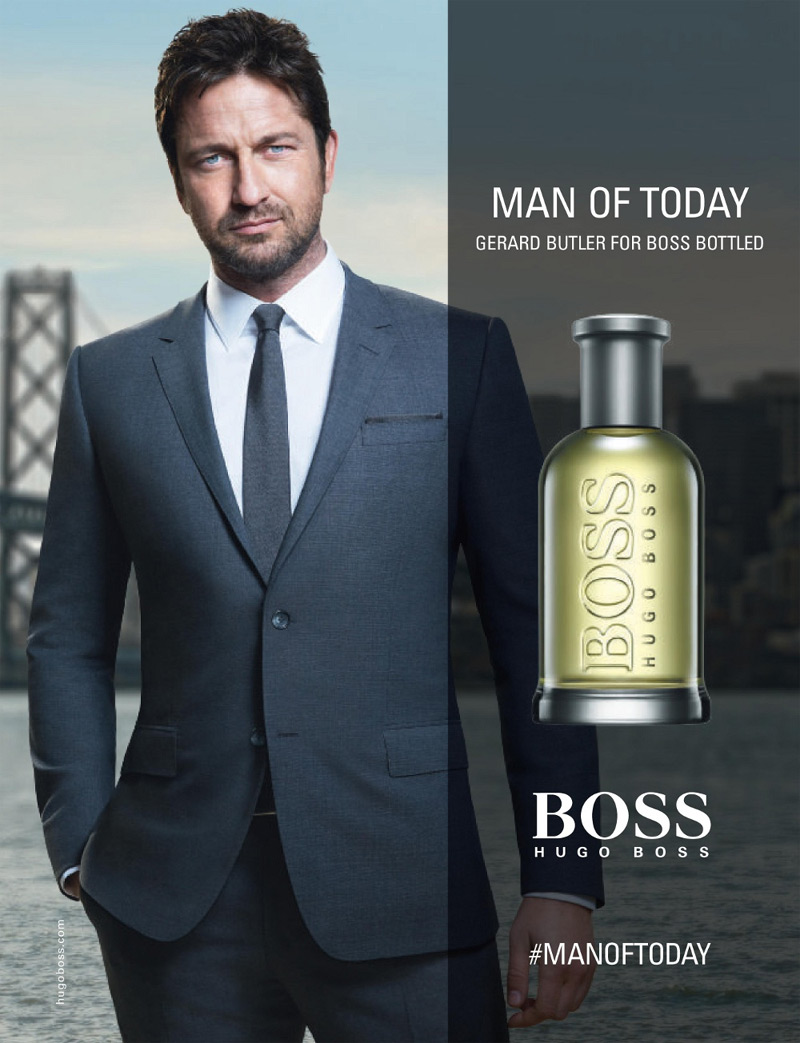 MAN OF TODAY
GERARD BUTLER FOR BOSS BOTTLED
BOSS
HUGO BOSS
BOSS
HUGO BOSS
#MANOFTODAY
hugoboss.com